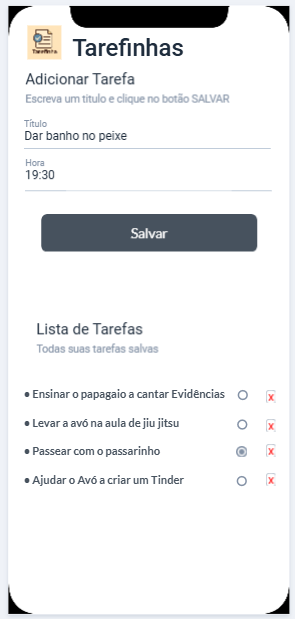 Tarefinha
Tarefinhas
Adicionar Tarefa
Escreva um título e clique no botão SALVAR
Título
Dar banho no peixe
Hora
19:30
Salvar
Lista de Tarefas
Todas suas tarefas salvas
• Ensinar o papagaio a cantar Evidências X
• Levar a avó na aula de jiu jitsu X
• Passear com o passarinho X
• Ajudar o Avó a criar um Tinder X